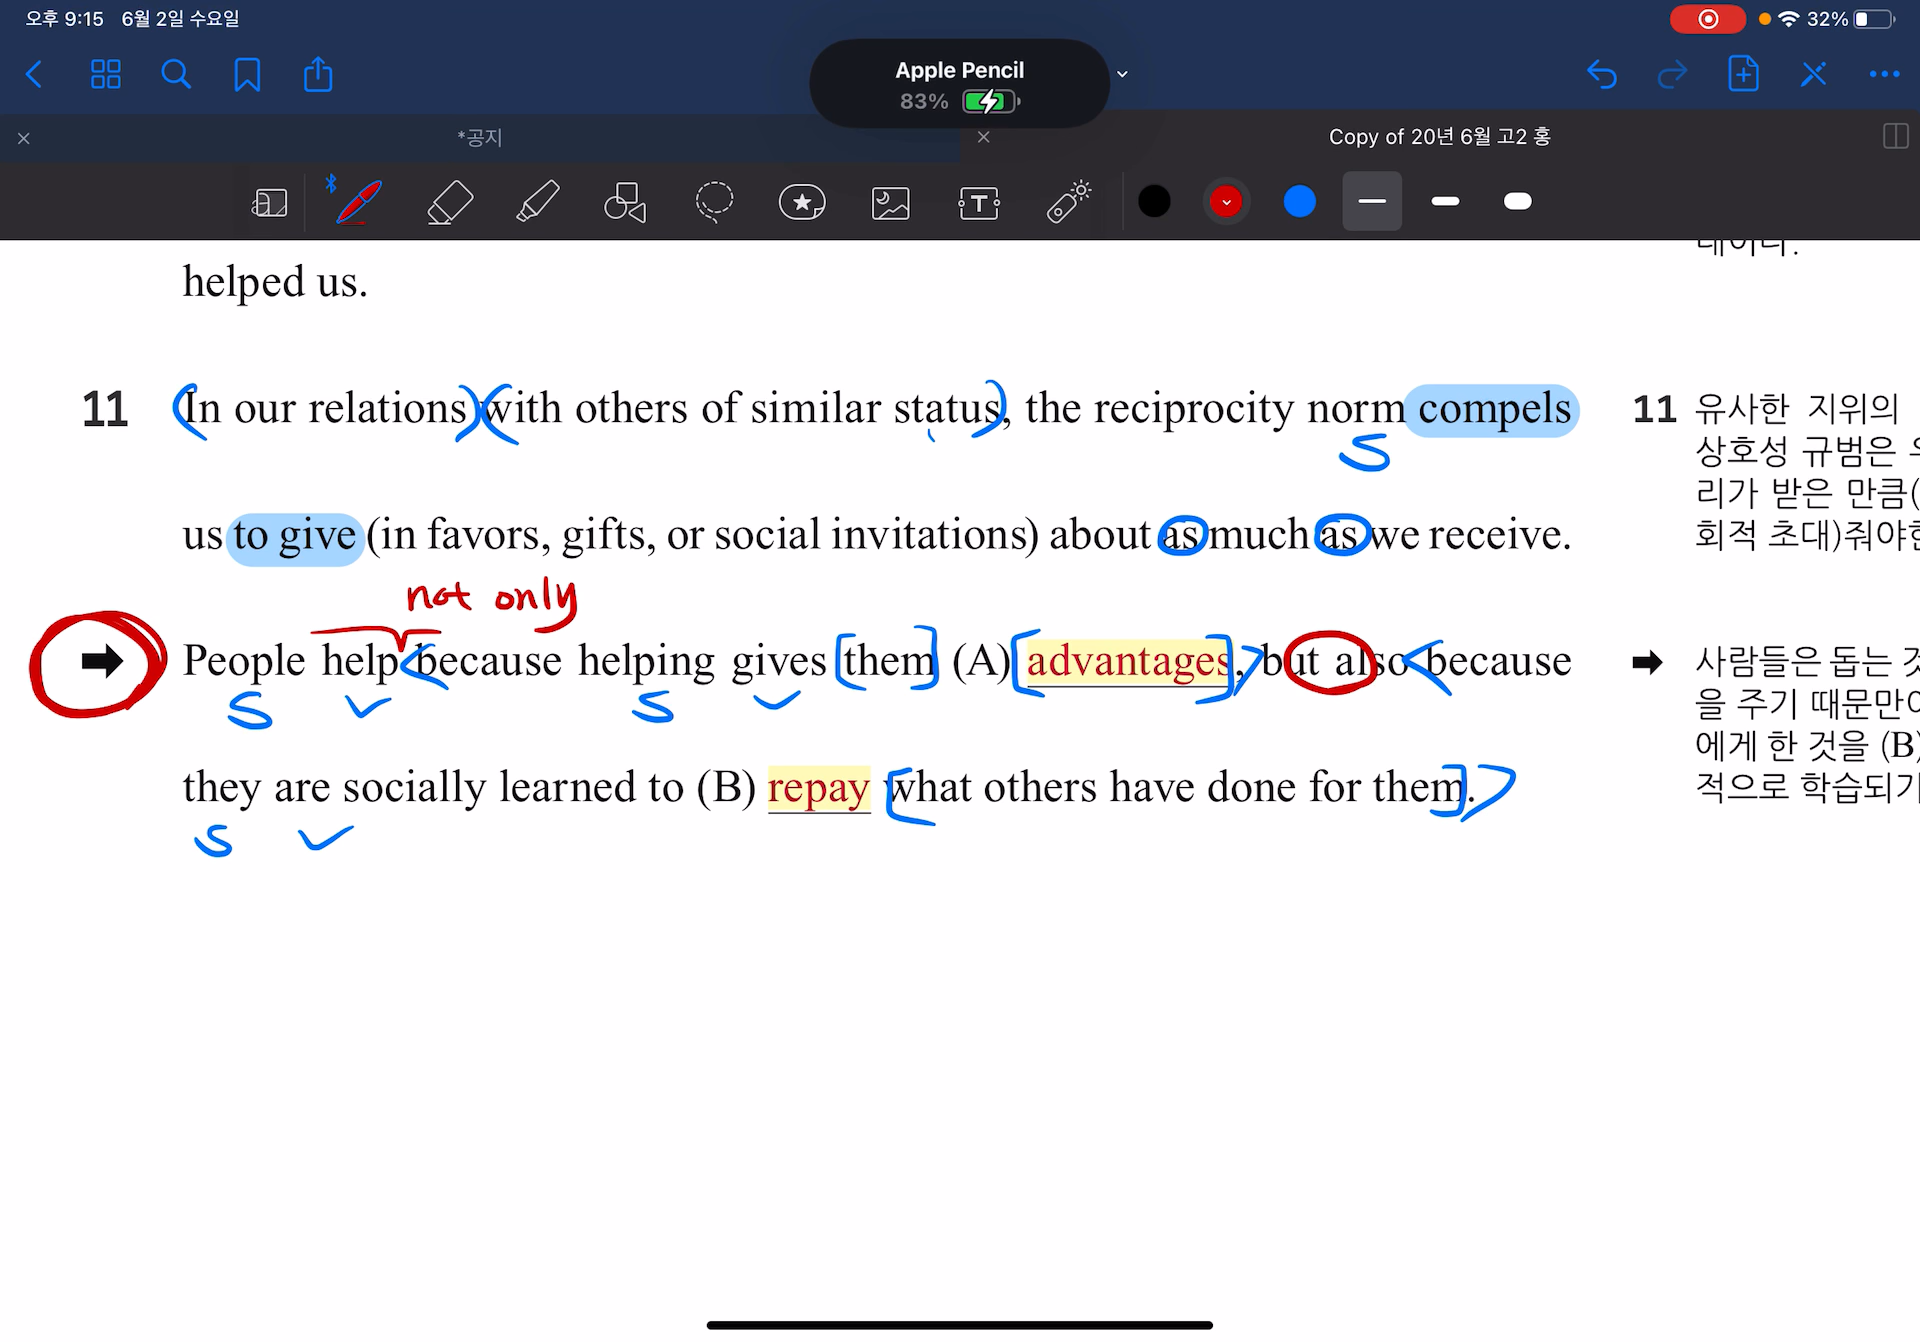 오후 9:15 6월 2일 수요일
32%
Apple Pencil
83%
*공지
Copy of 20년 6월 고2 홍
T
helped us.
11 In our relations with others of similar status, the reciprocity norm compels
S
us to give (in favors, gifts, or social invitations) about as much as we receive.
not only
➡ People help because helping gives them (A) advantages, but also because
S V S V
they are socially learned to (B) repay what others have done for them.
S V
11 유사한 지위의
상호성 규범은
리가 받은 만큼(
회적 초대)줘야한
➡ 사람들은 돕는 것
을 주기 때문만이
에게 한 것을 (B)
적으로 학습되기